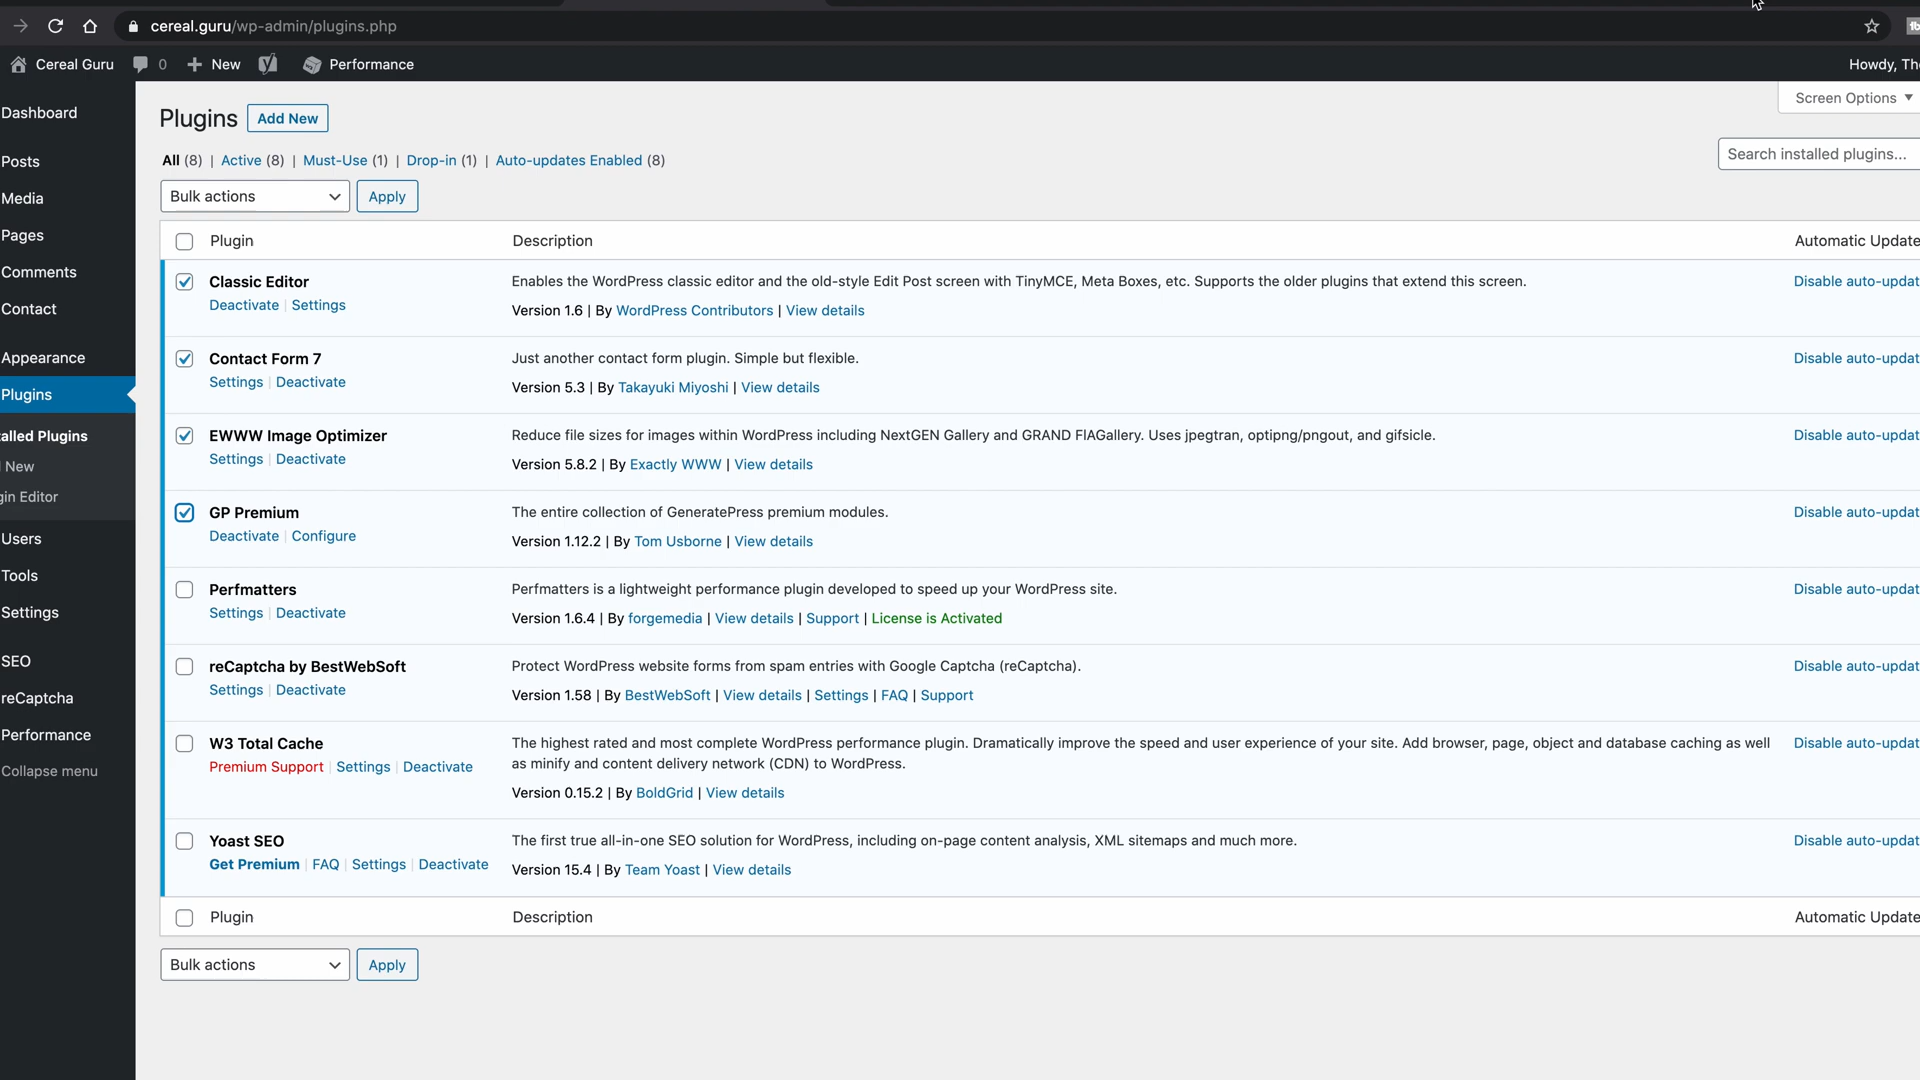 cereal.guru/wp-admin/plugins.php
Cereal Guru 0 New Performance Howdy, Th
Screen Options
Dashboard
Posts
Media
Pages
Comments
Contact
Appearance
Plugins
alled Plugins
New
gin Editor
Users
Tools
Settings
SEO
reCaptcha
Performance
Collapse menu
Plugins Add New
All (8) | Active (8) | Must-Use (1) | Drop-in (1) | Auto-updates Enabled (8)
Search installed plugins...
Bulk actions Apply
Plugin Description Automatic Update
Classic Editor Enables the WordPress classic editor and the old-style Edit Post screen with TinyMCE, Meta Boxes, etc. Supports the older plugins that extend this screen. Disable auto-updat
Deactivate | Settings Version 1.6 | By WordPress Contributors | View details
Contact Form 7 Just another contact form plugin. Simple but flexible. Disable auto-updat
Settings | Deactivate Version 5.3 | By Takayuki Miyoshi | View details
EWWW Image Optimizer Reduce file sizes for images within WordPress including NextGEN Gallery and GRAND FlAGallery. Uses jpegtran, optipng/pngout, and gifsicle. Disable auto-updat
Settings | Deactivate Version 5.8.2 | By Exactly WWW | View details
GP Premium The entire collection of GeneratePress premium modules. Disable auto-updat
Deactivate | Configure Version 1.12.2 | By Tom Usborne | View details
Perfmatters Perfmatters is a lightweight performance plugin developed to speed up your WordPress site. Disable auto-updat
Settings | Deactivate Version 1.6.4 | By forgemedia | View details | Support | License is Activated
reCaptcha by BestWebSoft Protect WordPress website forms from spam entries with Google Captcha (reCaptcha). Disable auto-updat
Settings | Deactivate Version 1.58 | By BestWebSoft | View details | Settings | FAQ | Support
W3 Total Cache The highest rated and most complete WordPress performance plugin. Dramatically improve the speed and user experience of your site. Add browser, page, object and database caching as well Disable auto-updat
Premium Support | Settings | Deactivate as minify and content delivery network (CDN) to WordPress.
Version 0.15.2 | By BoldGrid | View details
Yoast SEO The first true all-in-one SEO solution for WordPress, including on-page content analysis, XML sitemaps and much more. Disable auto-updat
Get Premium | FAQ | Settings | Deactivate Version 15.4 | By Team Yoast | View details
Plugin Description Automatic Update
Bulk actions Apply